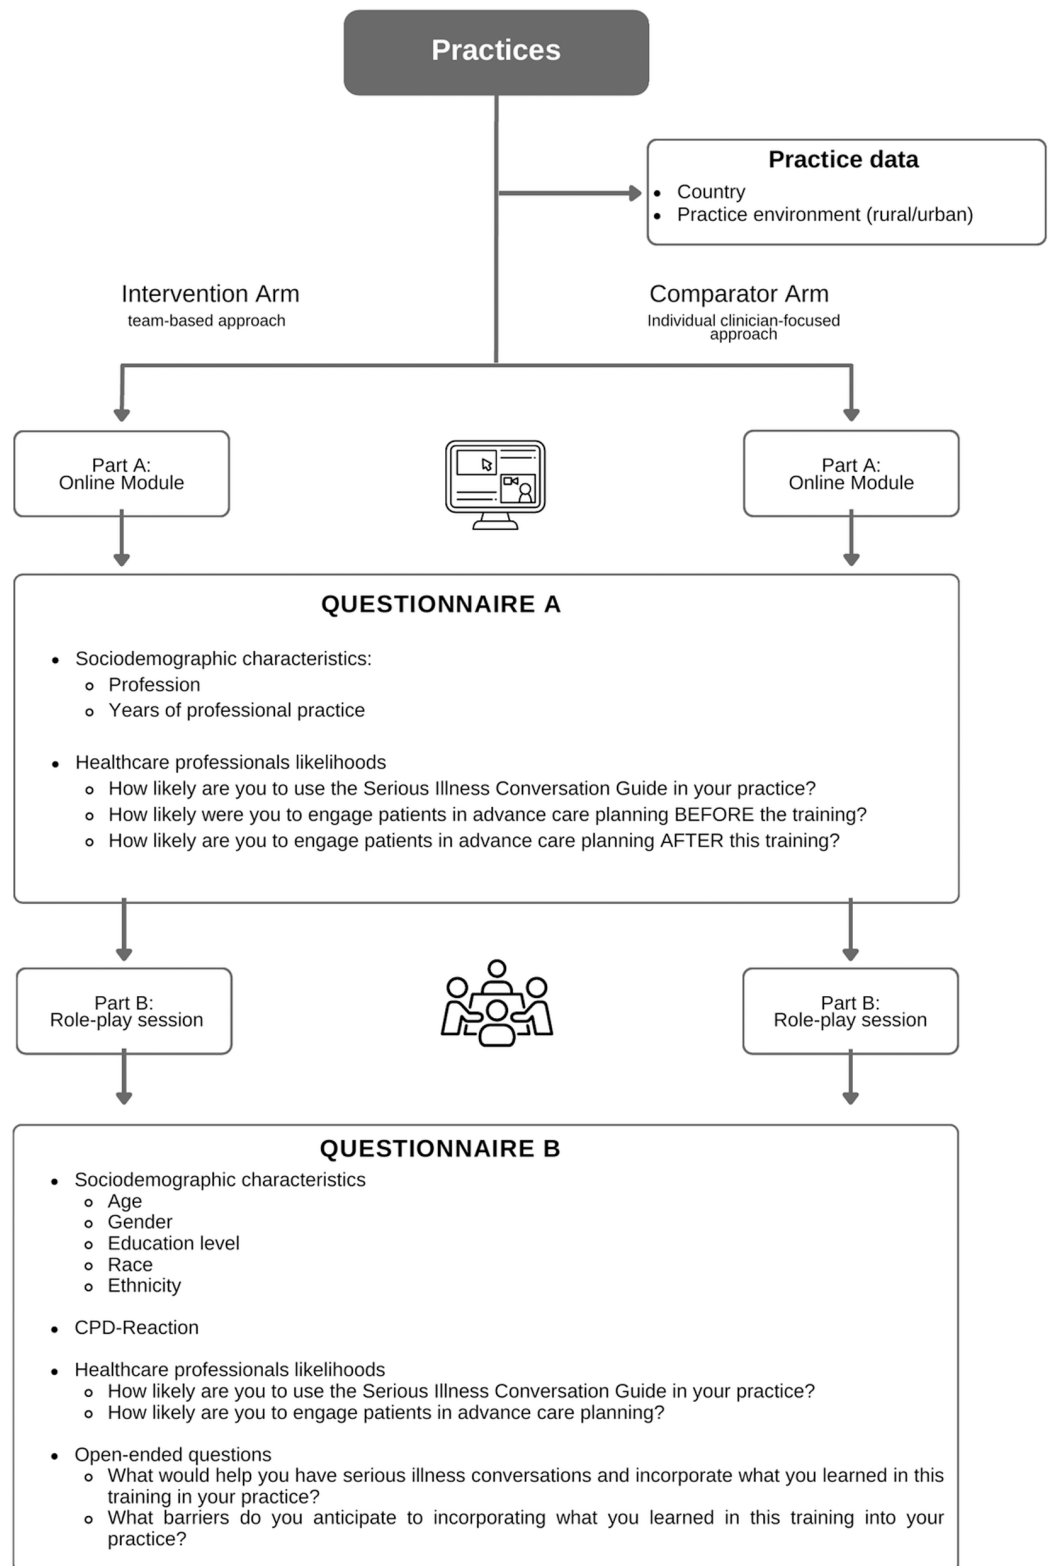 Practices
Practice data
• Country
• Practice environment (rural/urban)
Intervention Arm
team-based approach
Comparator Arm
Individual clinician-focused
approach
Part A:
Online Module
Part A:
Online Module
QUESTIONNAIRE A
• Sociodemographic characteristics:
Profession
Years of professional practice
• Healthcare professionals likelihoods
How likely are you to use the Serious Illness Conversation Guide in your practice?
How likely were you to engage patients in advance care planning BEFORE the training?
How likely are you to engage patients in advance care planning AFTER this training?
Part B:
Role-play session
Part B:
Role-play session
QUESTIONNAIRE B
• Sociodemographic characteristics
Age
Gender
Education level
Race
Ethnicity
• CPD-Reaction
• Healthcare professionals likelihoods
How likely are you to use the Serious Illness Conversation Guide in your practice?
How likely are you to engage patients in advance care planning?
• Open-ended questions
What would help you have serious illness conversations and incorporate what you learned in this
training in your practice?
What barriers do you anticipate to incorporating what you learned in this training into your
practice?